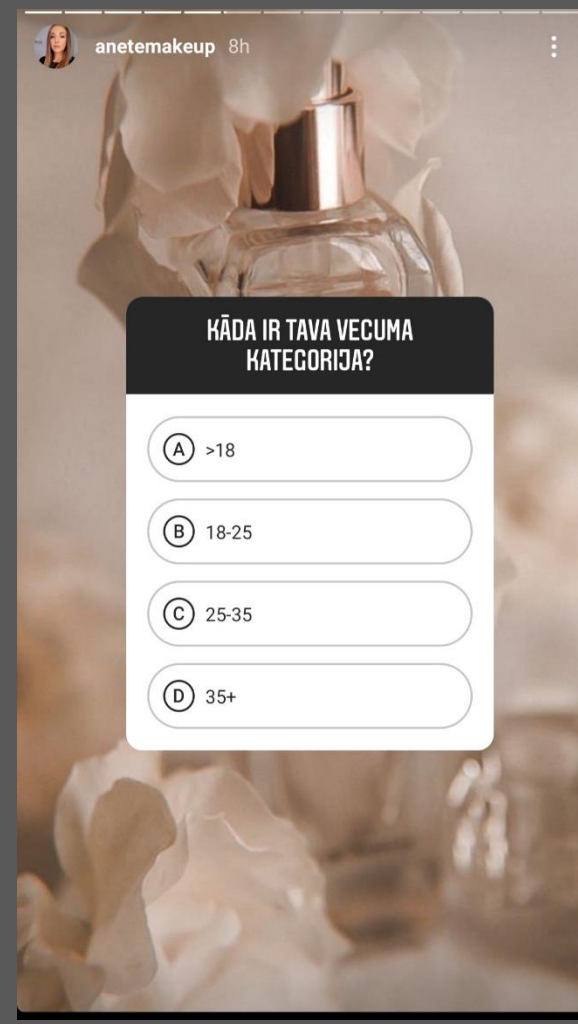 anetemakeup 8h
KĀDA IR TAVA VECUMA
KATEGORIJA?
A >18
B 18-25
C 25-35
D 35+